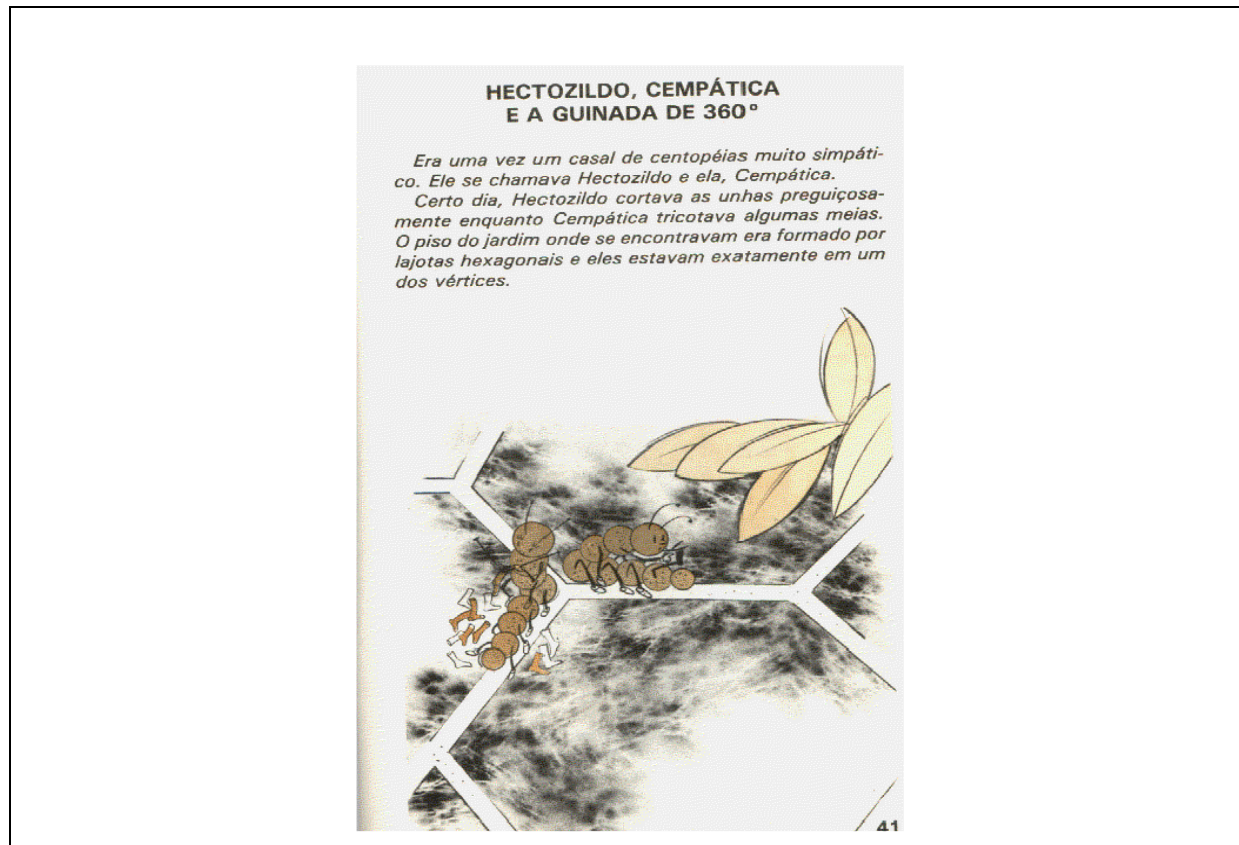 HECTOZILDO, CEMPÁTICA
E A GUINADA DE 360°
Era uma vez um casal de centopéias muito simpáti-
co. Ele se chamava Hectozildo e ela, Cempática.
Certo dia, Hectozildo cortava as unhas preguiçosa-
mente enquanto Cempática tricotava algumas meias.
O piso do jardim onde se encontravam era formado por
lajotas hexagonais e eles estavam exatamente em um
dos vértices.
41